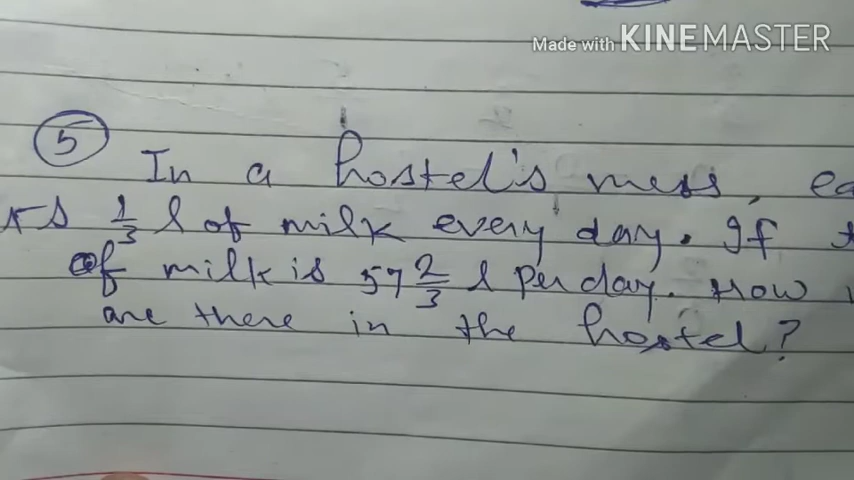 Made with KINEMASTER
5 In a hostel's mess,
1/3 l of milk every day. If
Of milk is 57 2/3 l per day. How
are there in the hostel?